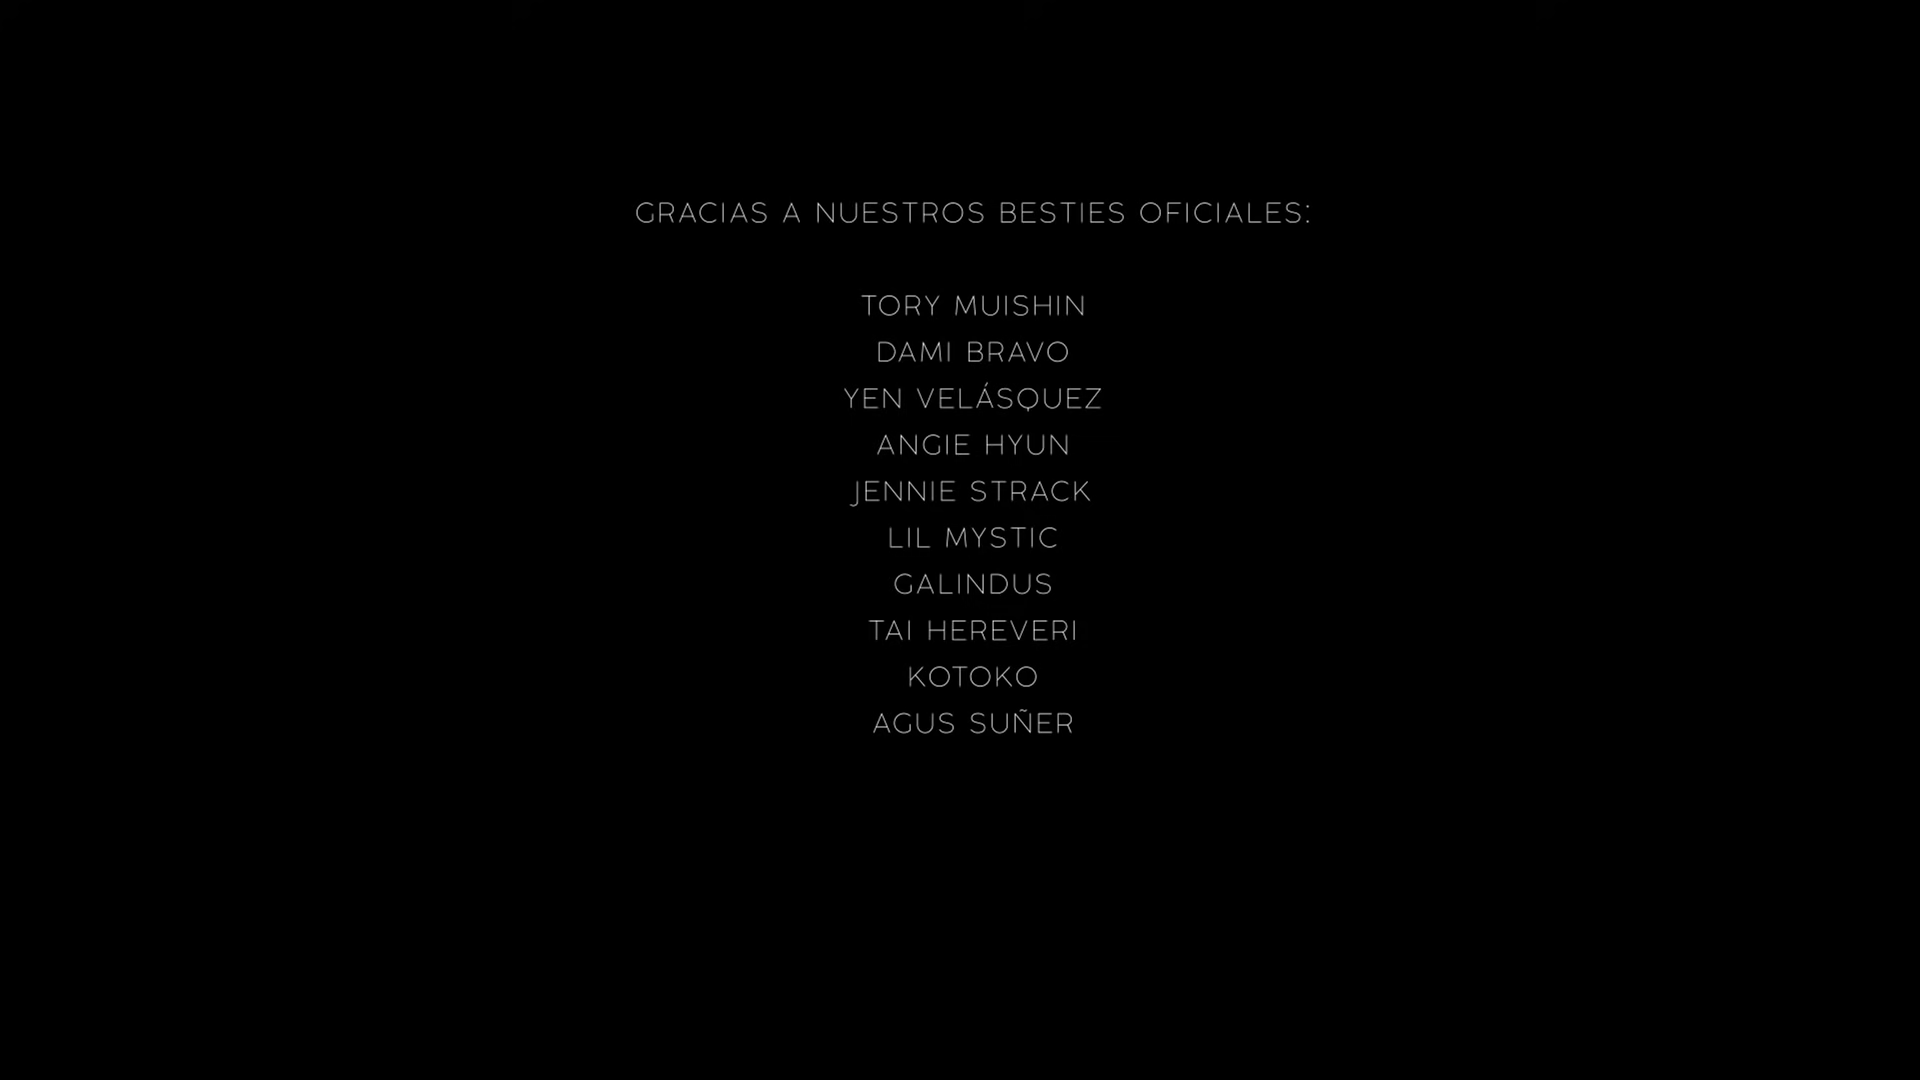 GRACIAS A NUESTROS BESTIES OFICIALES:
TORY MUISHIN
DAMI BRAVO
YEN VELÁSQUEZ
ANGIE HYUN
JENNIE STRACK
LIL MYSTIC
GALINDUS
TAI HEREVERI
KOTOKO
AGUS SUÑER